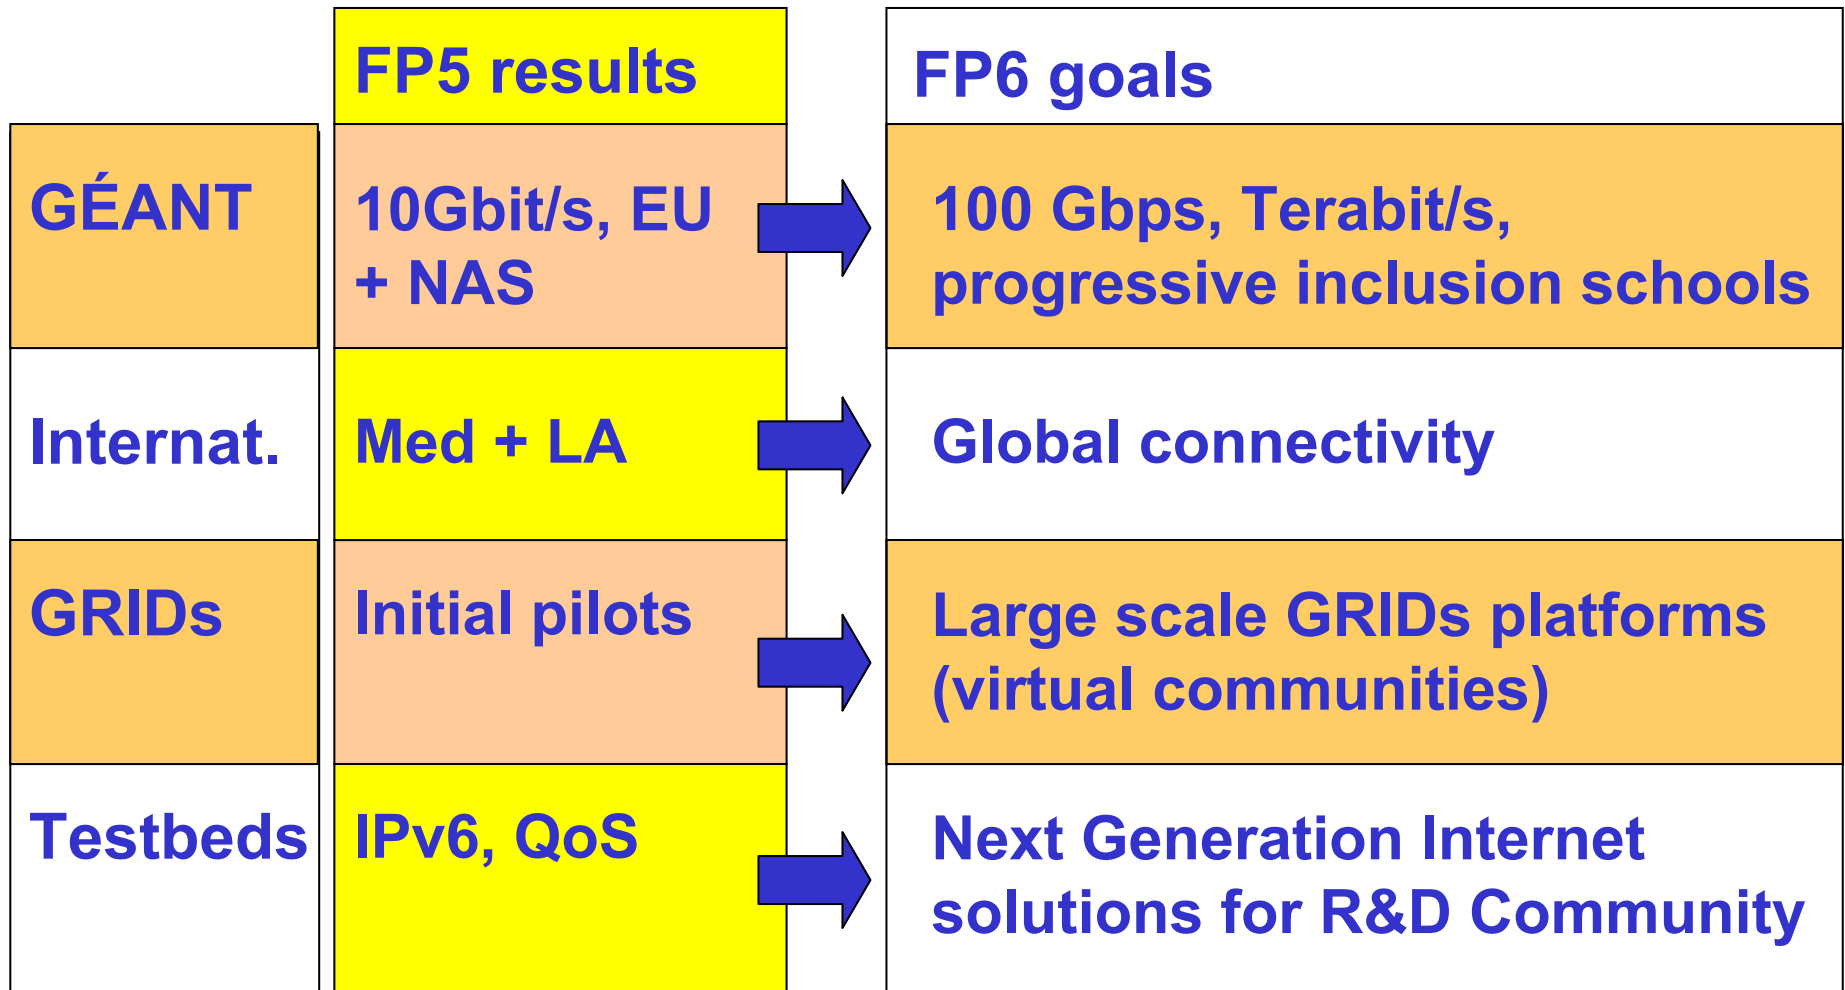 FP5 results
FP6 goals
GÉANT
10Gbit/s, EU
+ NAS
100 Gbps, Terabit/s,
progressive inclusion schools
Internat.
Med + LA
Global connectivity
GRIDs
Initial pilots
Large scale GRIDs platforms
(virtual communities)
Testbeds
IPv6, QoS
Next Generation Internet
solutions for R&D Community